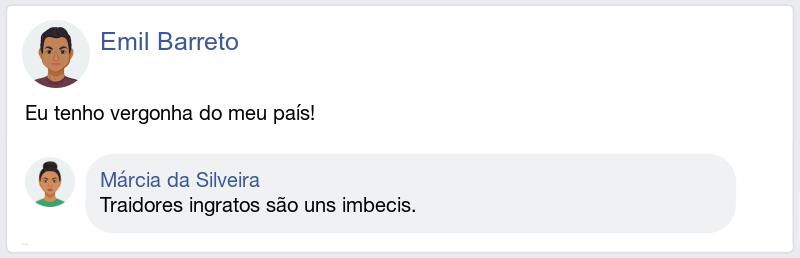 Emil Barreto
Eu tenho vergonha do meu país!
Márcia da Silveira
Traidores ingratos são uns imbecis.